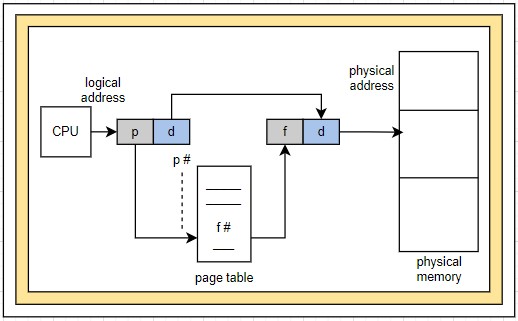 logical
address
physical
address
CPU
p
d
f
d
p #
f #
page table
physical
memory